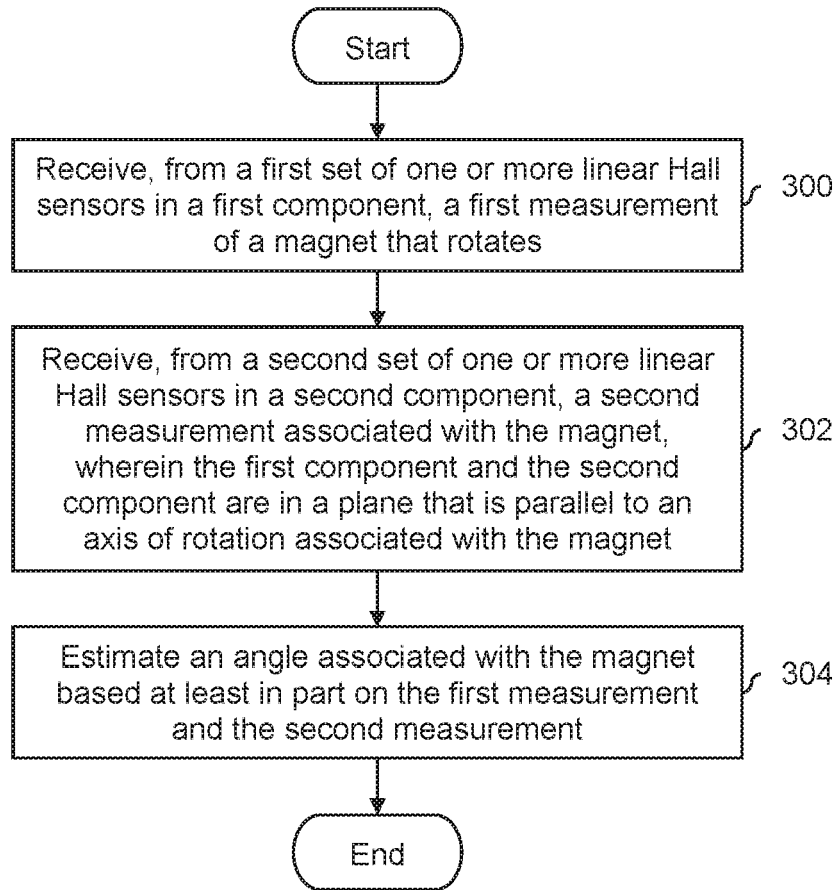 Start
Receive, from a first set of one or more linear Hall
sensors in a first component, a first measurement
of a magnet that rotates
300
Receive, from a second set of one or more linear
Hall sensors in a second component, a second
measurement associated with the magnet,
wherein the first component and the second
component are in a plane that is parallel to an
axis of rotation associated with the magnet
302
Estimate an angle associated with the magnet
based at least in part on the first measurement
and the second measurement
304
End